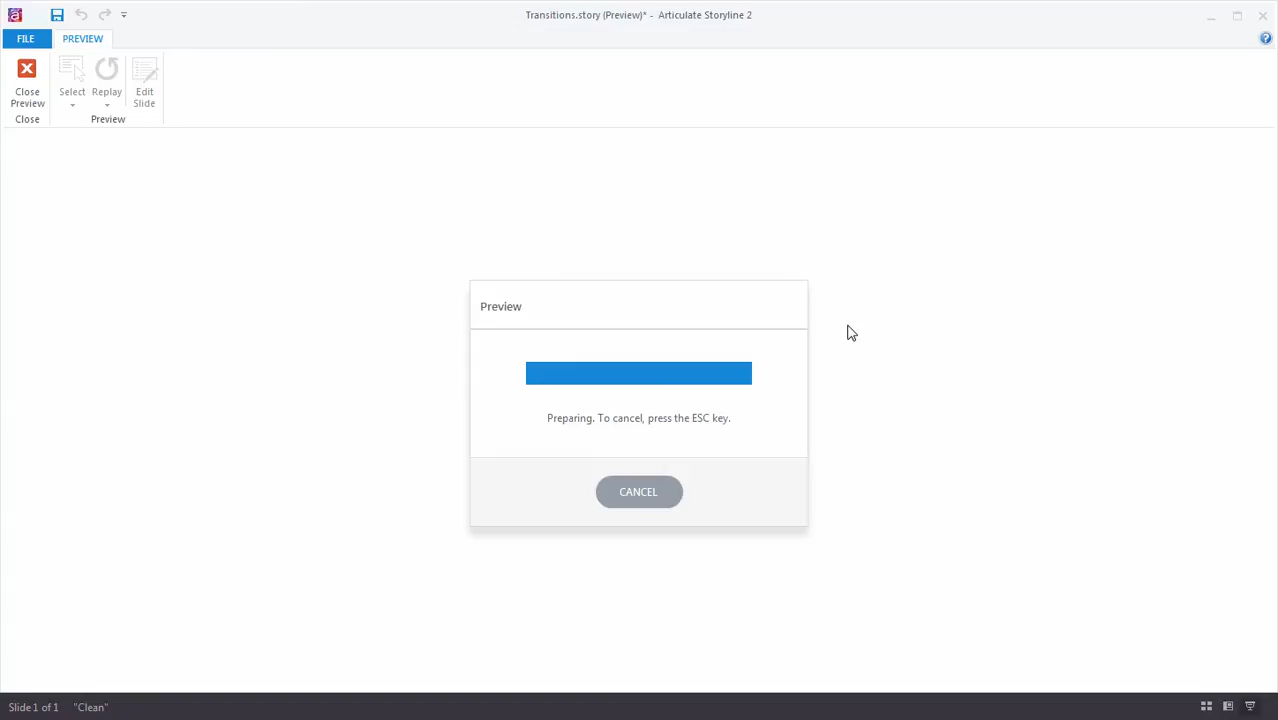 Transitions.story (Preview)* - Articulate Storyline 2
FILE
PREVIEW
Close Preview
Select
Replay
Edit Slide
Close
Preview
Preview
Preparing. To cancel, press the ESC key.
CANCEL
Slide 1 of 1
"Clean"